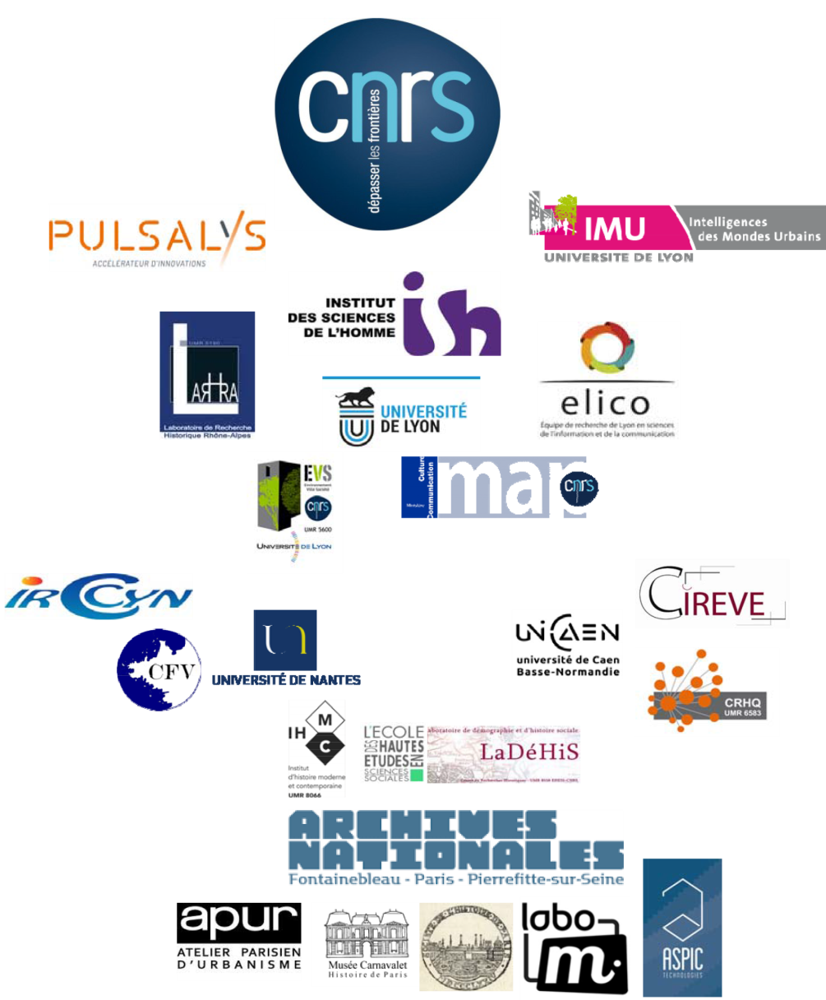 cnrs
dépasser les frontières
PULSALYS
ACCÉLÉRATEUR D'INNOVATIONS
IMU
Intelligences
des Mondes Urbains
UNIVERSITE DE LYON
INSTITUT
DES SCIENCES
DE L'HOMME
ish
UMR 5190
LARHRA
Laboratoire de Recherche
Historique Rhône-Alpes
UNIVERSITÉ
DE LYON
elico
Équipe de recherche de Lyon en sciences
de l'information et de la communication
EVS
Environnement
Ville Société
cnrs
UMR 5600
UNIVERSITÉ DE LYON
Ministère
Culture
Communication
map
cnrs
IRCCyN
CIREVE
CFV
UNIVERSITÉ DE NANTES
UNICAEN
université de Caen
Basse-Normandie
CRHQ
UMR 6583
IHMC
Institut
d'histoire moderne
et contemporaine
UMR 8066
L'ECOLE
DES HAUTES
ETUDES EN
SCIENCES
SOCIALES
aboratoire de démographie et d'histoire sociale
LaDéHiS
ARCHIVES
NATIONALES
Fontainebleau - Paris - Pierrefitte-sur-Seine
apur
ATELIER PARISIEN
D'URBANISME
Musée Carnavalet
Histoire de Paris
labo
m.
ASPIC
TECHNOLOGIES